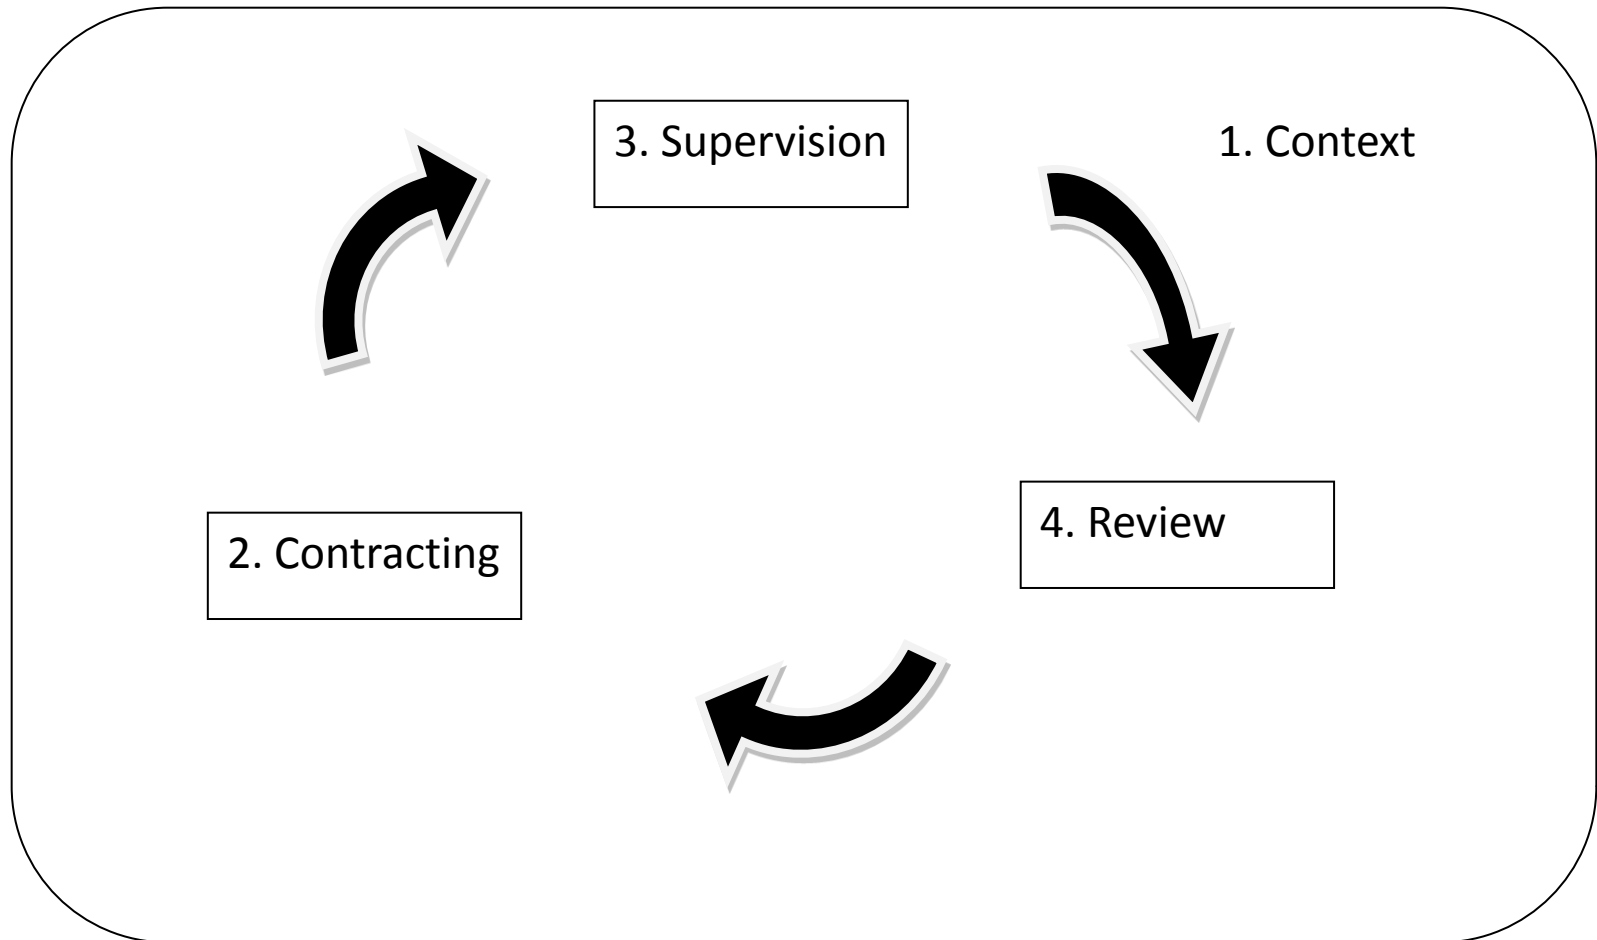 3. Supervision
1. Context
2. Contracting
4. Review